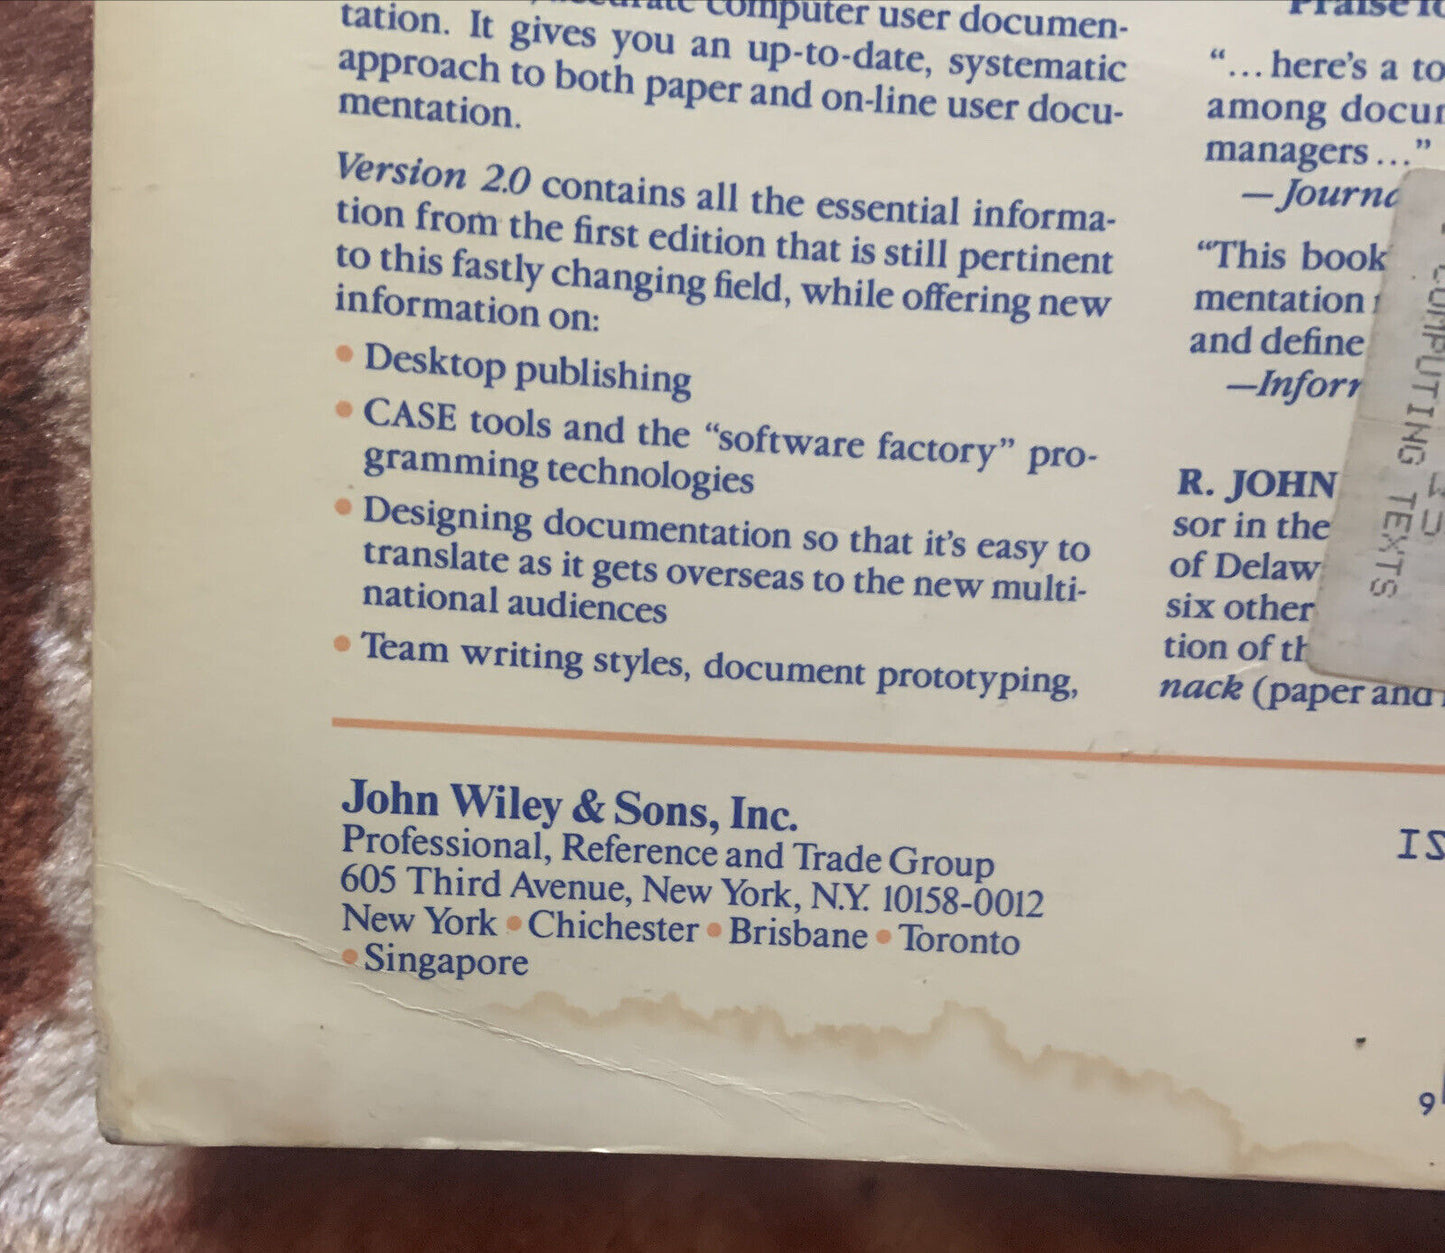 computer user documen-
tation. It gives you an up-to-date, systematic
approach to both paper and on-line user docu-
mentation.
Version 2.0 contains all the essential informa-
tion from the first edition that is still pertinent
to this fastly changing field, while offering new
information on:
• Desktop publishing
• CASE tools and the “software factory” pro-
gramming technologies
• Designing documentation so that it’s easy to
translate as it gets overseas to the new multi-
national audiences
• Team writing styles, document prototyping,
Praise
“...here’s a
among
managers...”
—
“This book
mentation
and define
—
R. JOHN
sor in the
of
six other
tion of
nack (paper and
COMPUTING TEXTS
John Wiley & Sons, Inc.
Professional, Reference and Trade Group
605 Third Avenue, New York, N.Y. 10158-0012
New York • Chichester • Brisbane • Toronto
• Singapore
IS
9